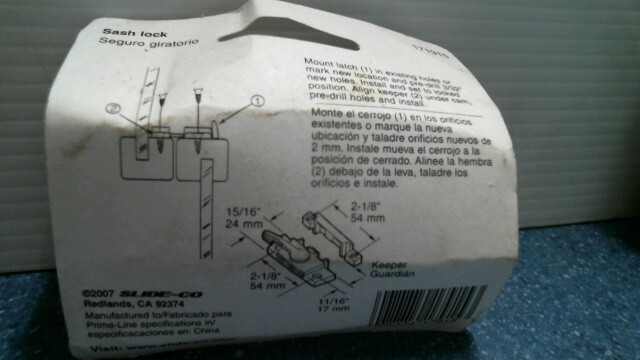 Sash lock
Seguro giratorio
Mount latch (1) in existing holes or
mark new location and pre-drill 3/32"
new holes. Install and set to locked
position. Align keeper (2) under cam,
pre-drill holes and install.
Monte el cerrojo (1) en los orificios
existentes o marque la nueva
ubicación y taladre orificios nuevos de
2 mm. Instale mueva el cerrojo a la
posición de cerrado. Alinee la hembra
(2) debajo de la leva, taladre los
orificios e instale.
2
1
15/16"
24 mm
2-1/8"
54 mm
Keeper
Guardián
2-1/8"
54 mm
11/16"
17 mm
©2007 SLIDE-CO
Redlands, CA 92374
Manufactured to/Fabricado para
Prime-Line specifications in/
especificacaciones en: China
Visit: